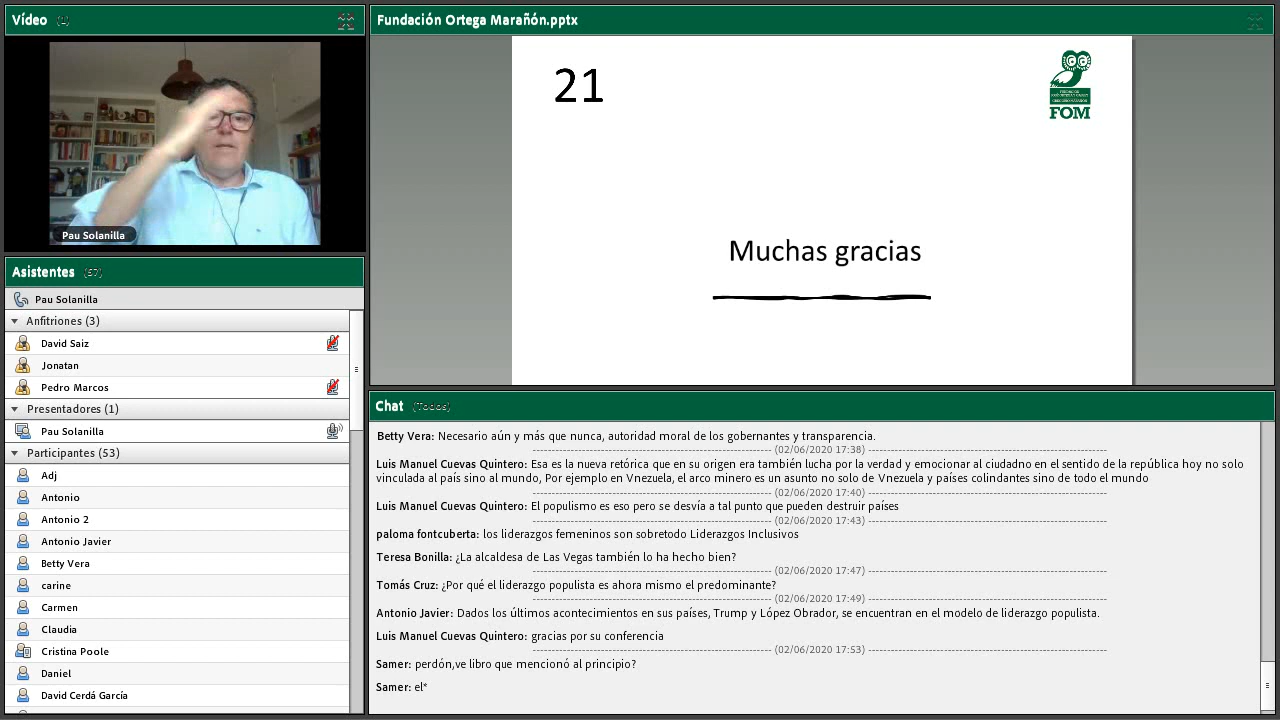 Vídeo (1)
Pau Solanilla
Asistentes (57)
Pau Solanilla
Anfitriones (3)
David Saiz
Jonatan
Pedro Marcos
Presentadores (1)
Pau Solanilla
Participantes (53)
Adj
Antonio
Antonio 2
Antonio Javier
Betty Vera
carine
Carmen
Claudia
Cristina Poole
Daniel
David Cerdá García
Fundación Ortega Marañón.pptx
21
FOM
Muchas gracias
Chat (Todos)
Betty Vera: Necesario aún y más que nunca, autoridad moral de los gobernantes y transparencia.
(02/06/2020 17:38)
Luis Manuel Cuevas Quintero: Esa es la nueva retórica que en su origen era también lucha por la verdad y emocionar al ciudadno en el sentido de la república hoy no solo
vinculada al país sino al mundo, Por ejemplo en Vnezuela, el arco minero es un asunto no solo de Vnezuela y países colindantes sino de todo el mundo
(02/06/2020 17:40)
Luis Manuel Cuevas Quintero: El populismo es eso pero se desvía a tal punto que pueden destruir países
(02/06/2020 17:43)
paloma fontcuberta: los liderazgos femeninos son sobretodo Liderazgos Inclusivos
Teresa Bonilla: ¿La alcaldesa de Las Vegas también lo ha hecho bien?
(02/06/2020 17:47)
Tomás Cruz: ¿Por qué el liderazgo populista es ahora mismo el predominante?
(02/06/2020 17:49)
Antonio Javier: Dados los últimos acontecimientos en sus países, Trump y López Obrador, se encuentran en el modelo de liderazgo populista.
Luis Manuel Cuevas Quintero: gracias por su conferencia
(02/06/2020 17:53)
Samer: perdón,ve libro que mencionó al principio?
Samer: el*